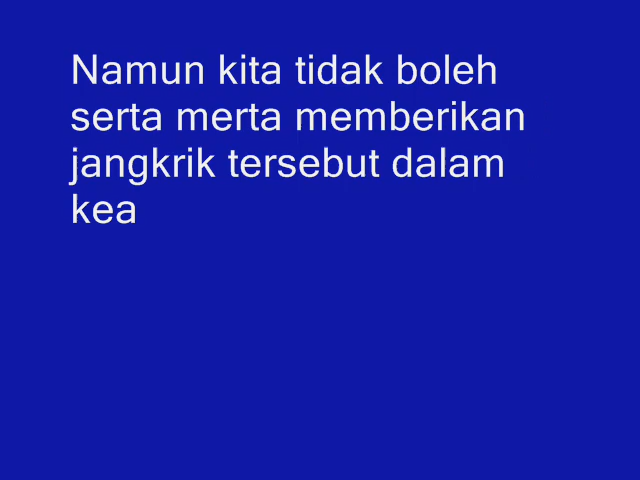 Namun kita tidak boleh
serta merta memberikan
jangkrik tersebut dalam
kea